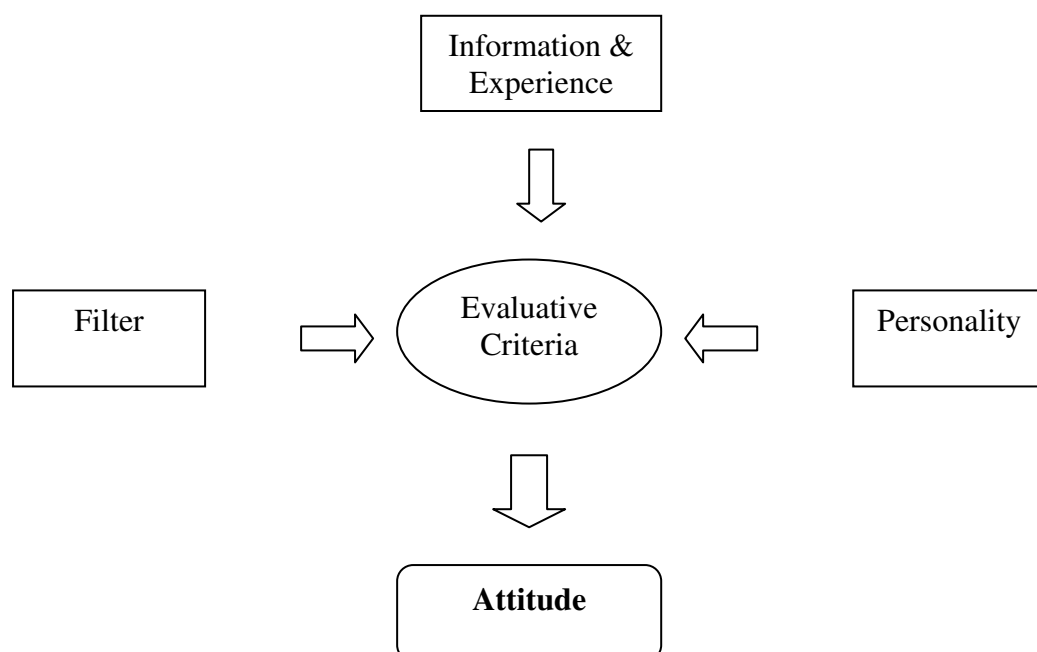 Information &
Experience
Filter
Evaluative
Criteria
Personality
Attitude